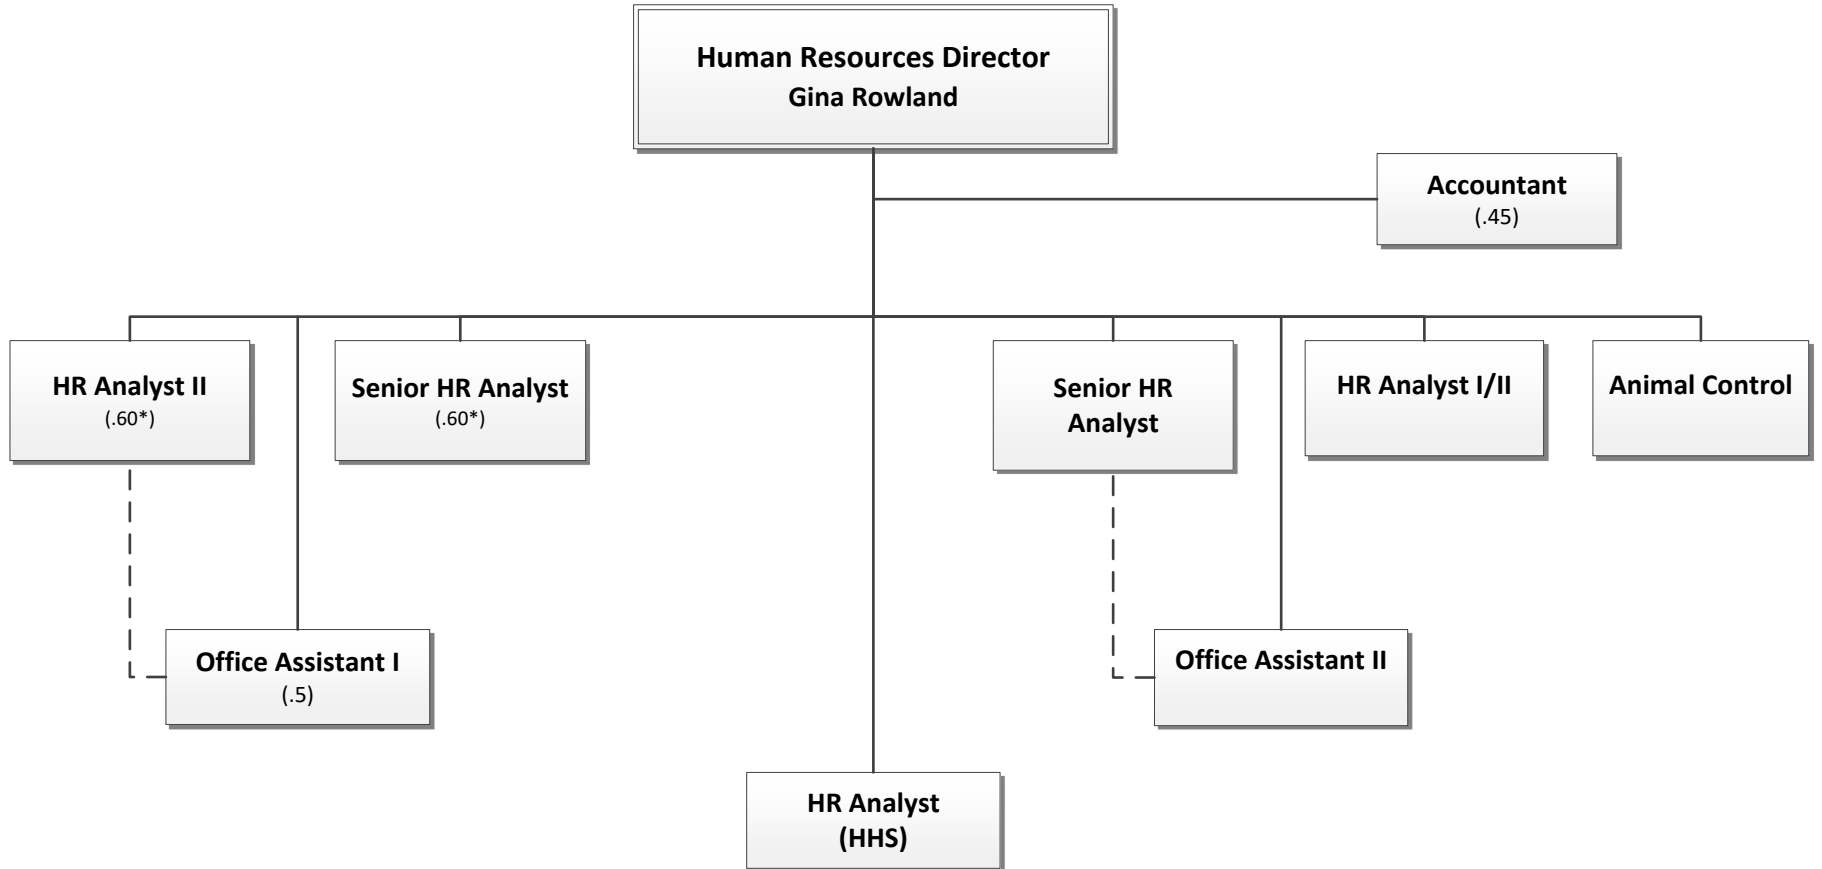 Human Resources Director
Gina Rowland
Accountant
(.45)
HR Analyst II
(.60*)
Senior HR Analyst
(.60*)
Senior HR
Analyst
HR Analyst I/II
Animal Control
Office Assistant I
(.5)
Office Assistant II
HR Analyst
(HHS)